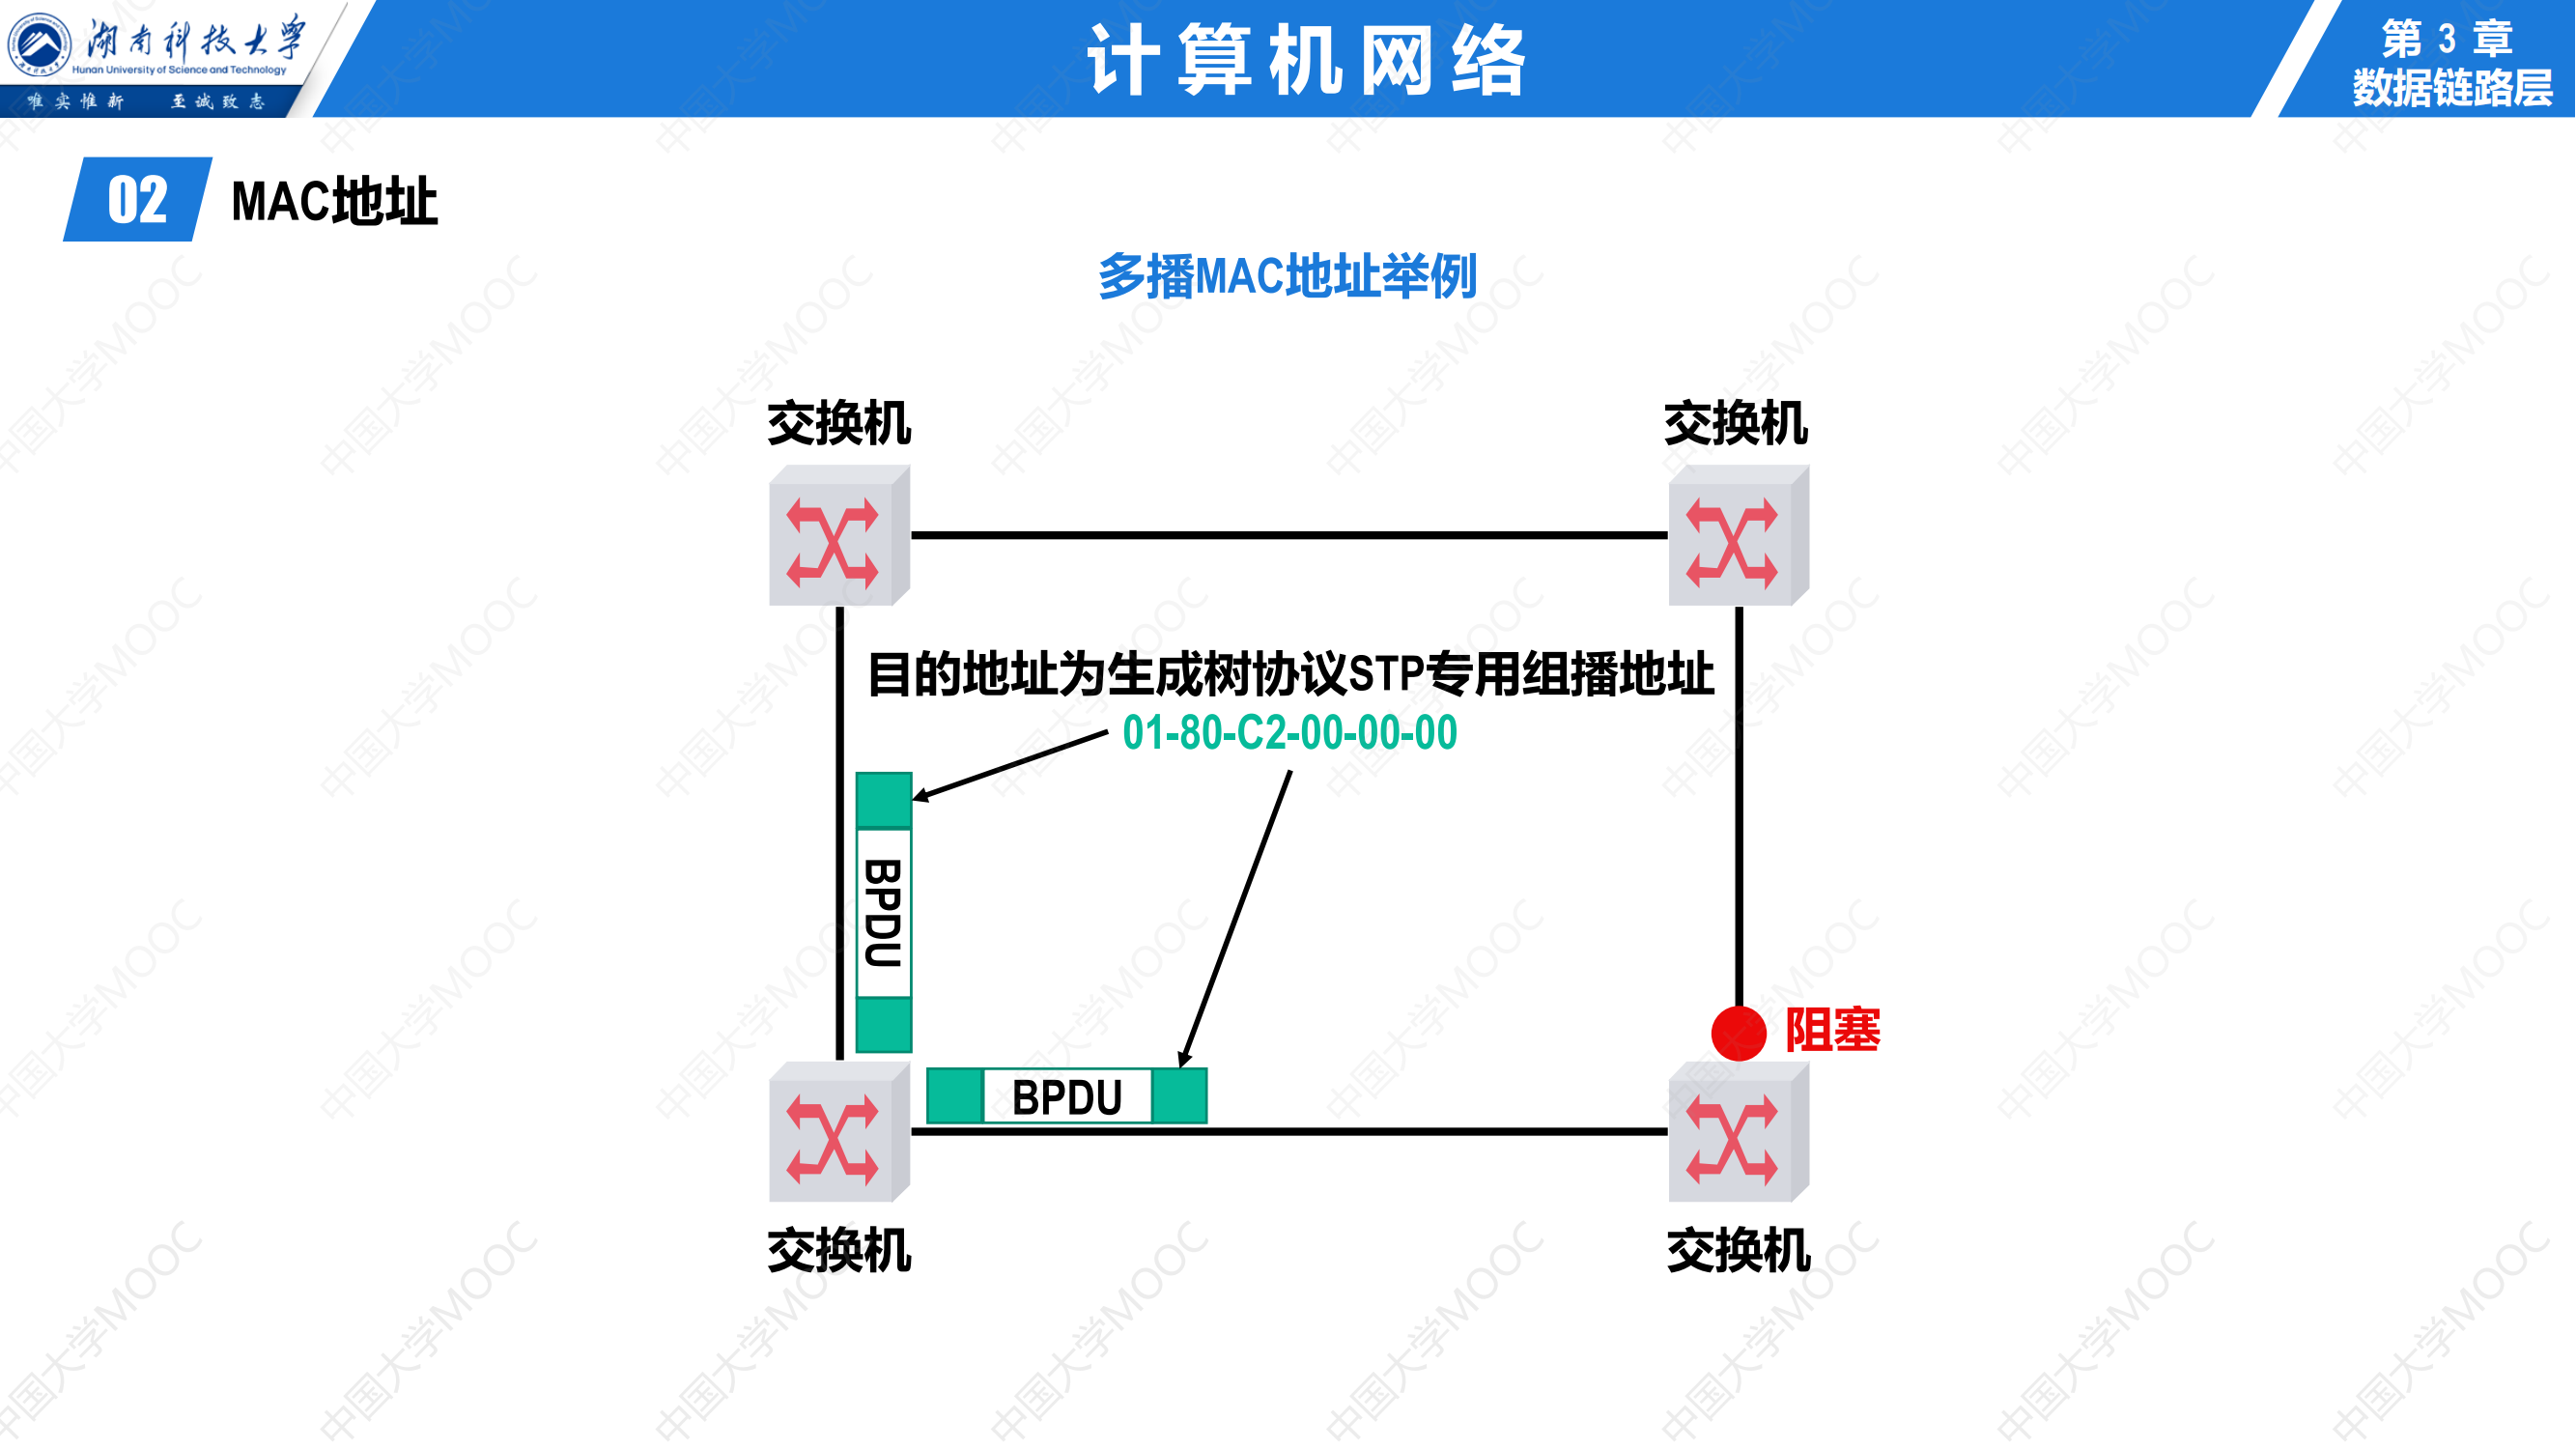 湖南科技大学
Hunan University of Science and Technology
唯实惟新 至诚致志
计算机网络
第 3 章
数据链路层
02 MAC地址
多播MAC地址举例
交换机 交换机
目的地址为生成树协议STP专用组播地址
01-80-C2-00-00-00
BPDU
阻塞
BPDU
交换机 交换机
中国大学MOOC